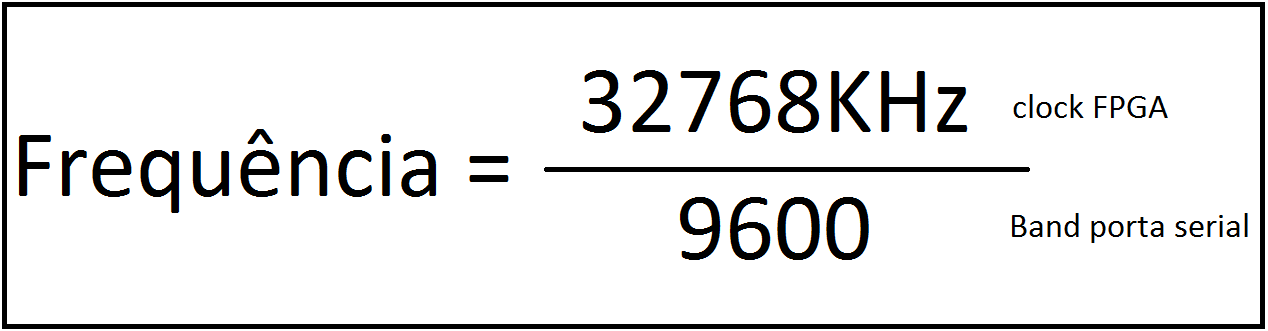 32768KHz clock FPGA
Frequência =
9600 Band porta serial